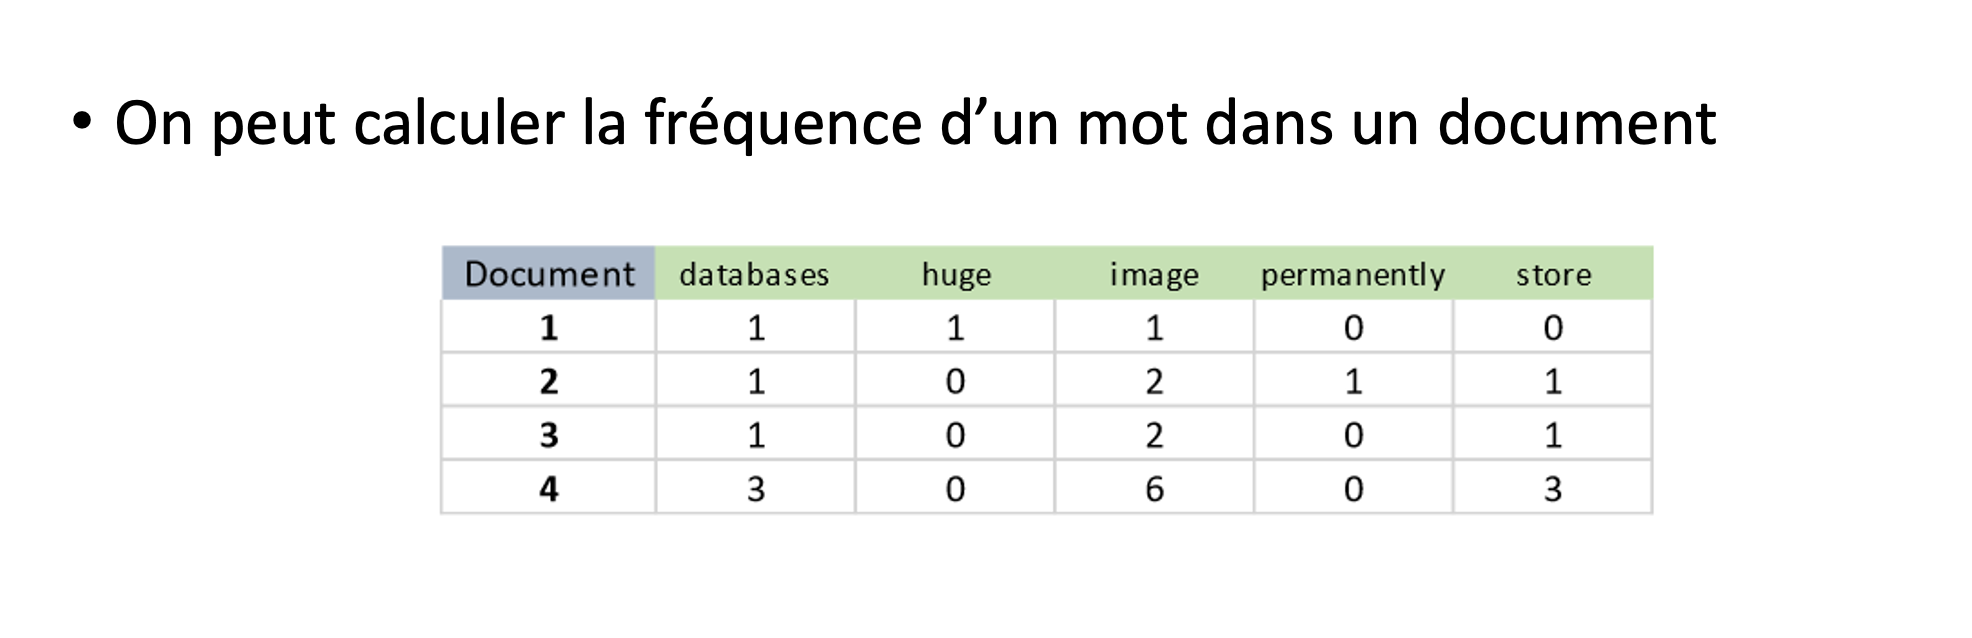 • On peut calculer la fréquence d’un mot dans un document
Document databases huge image permanently store
1 1 1 1 0 0
2 1 0 2 1 1
3 1 0 2 0 1
4 3 0 6 0 3